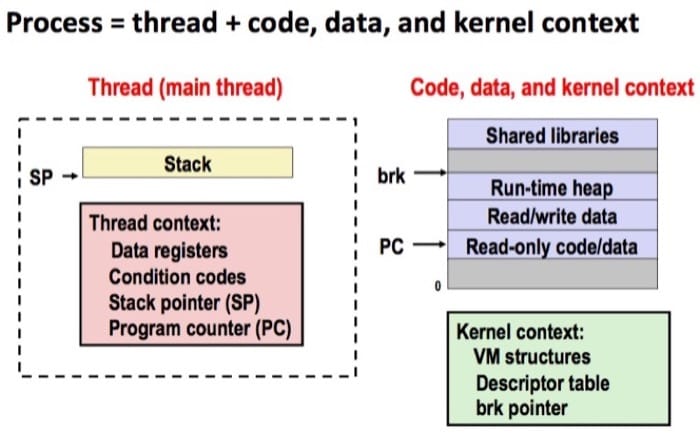 Process = thread + code, data, and kernel context
Thread (main thread)
SP
Stack
Thread context:
Data registers
Condition codes
Stack pointer (SP)
Program counter (PC)
Code, data, and kernel context
Shared libraries
brk
Run-time heap
Read/write data
PC
Read-only code/data
0
Kernel context:
VM structures
Descriptor table
brk pointer